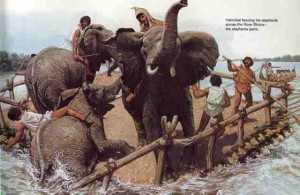 Hannibal ferrying his elephants
across the River Rhône -
the elephants panic